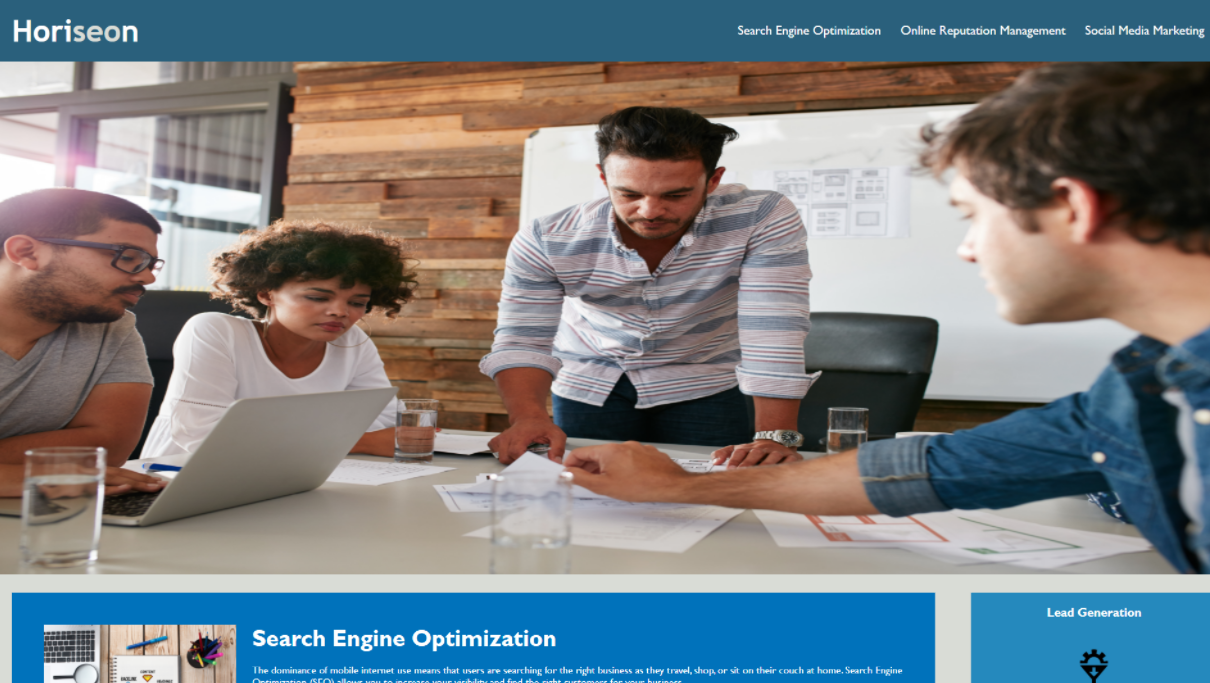 Horiseon
Search Engine Optimization
Online Reputation Management
Social Media Marketing
Search Engine Optimization
The dominance of mobile internet use means that users are searching for the right business as they travel, shop, or sit on their couch at home. Search Engine
Optimization (SEO) allows you to increase your visibility and find the right customers for your business.
Lead Generation